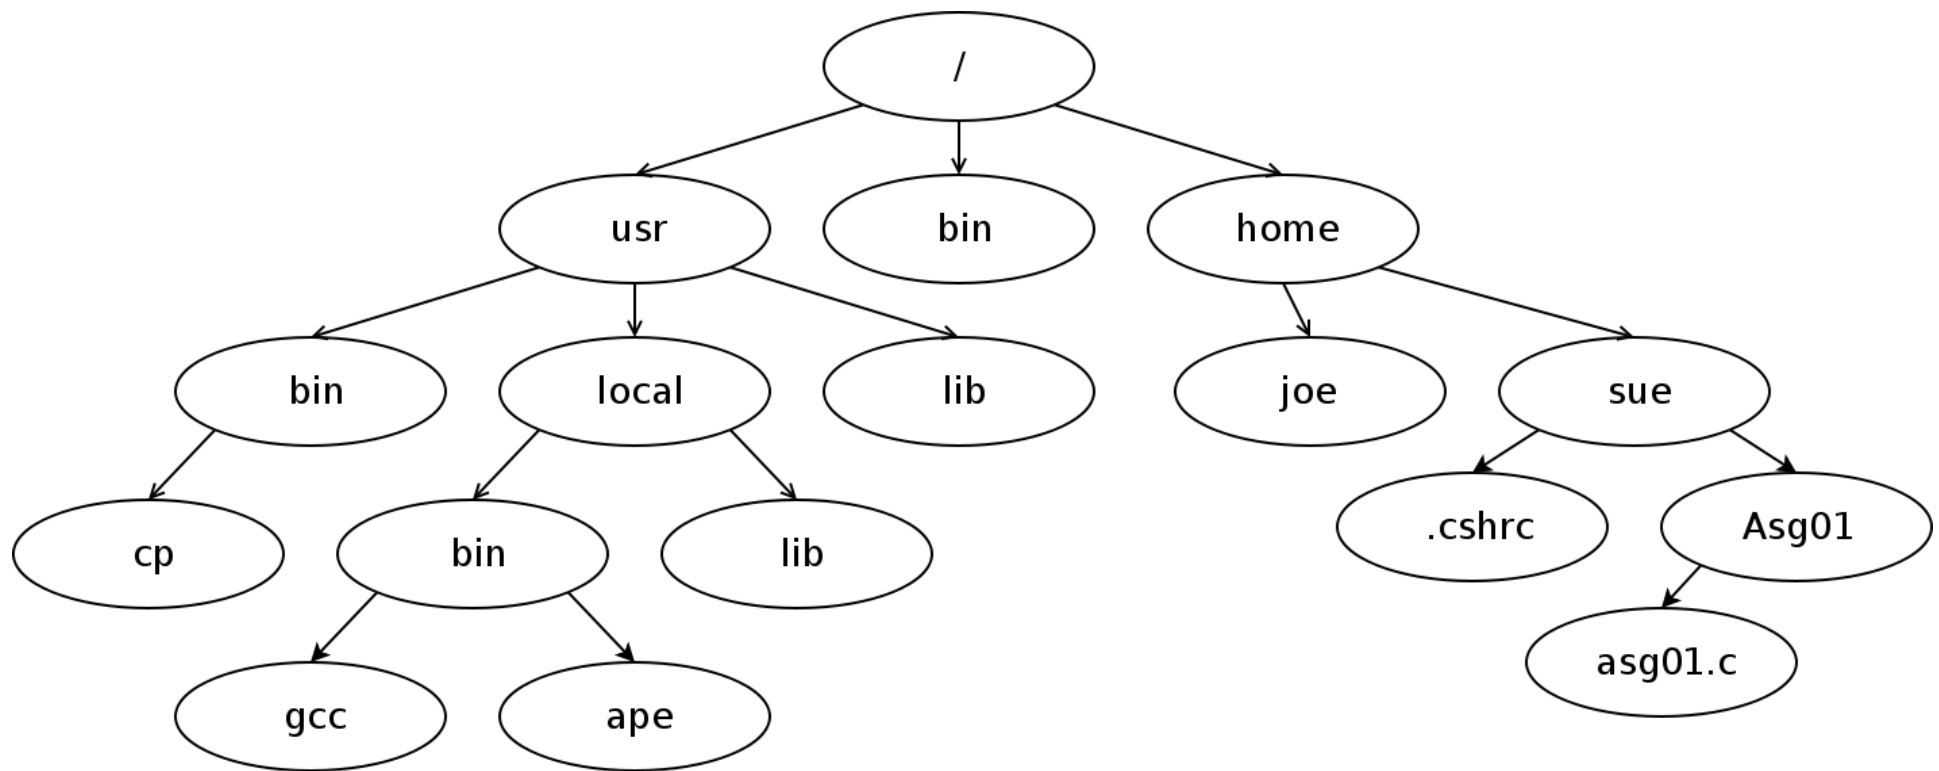 /
usr
bin
home
bin
local
lib
joe
sue
cp
bin
lib
.cshrc
Asg01
gcc
ape
asg01.c